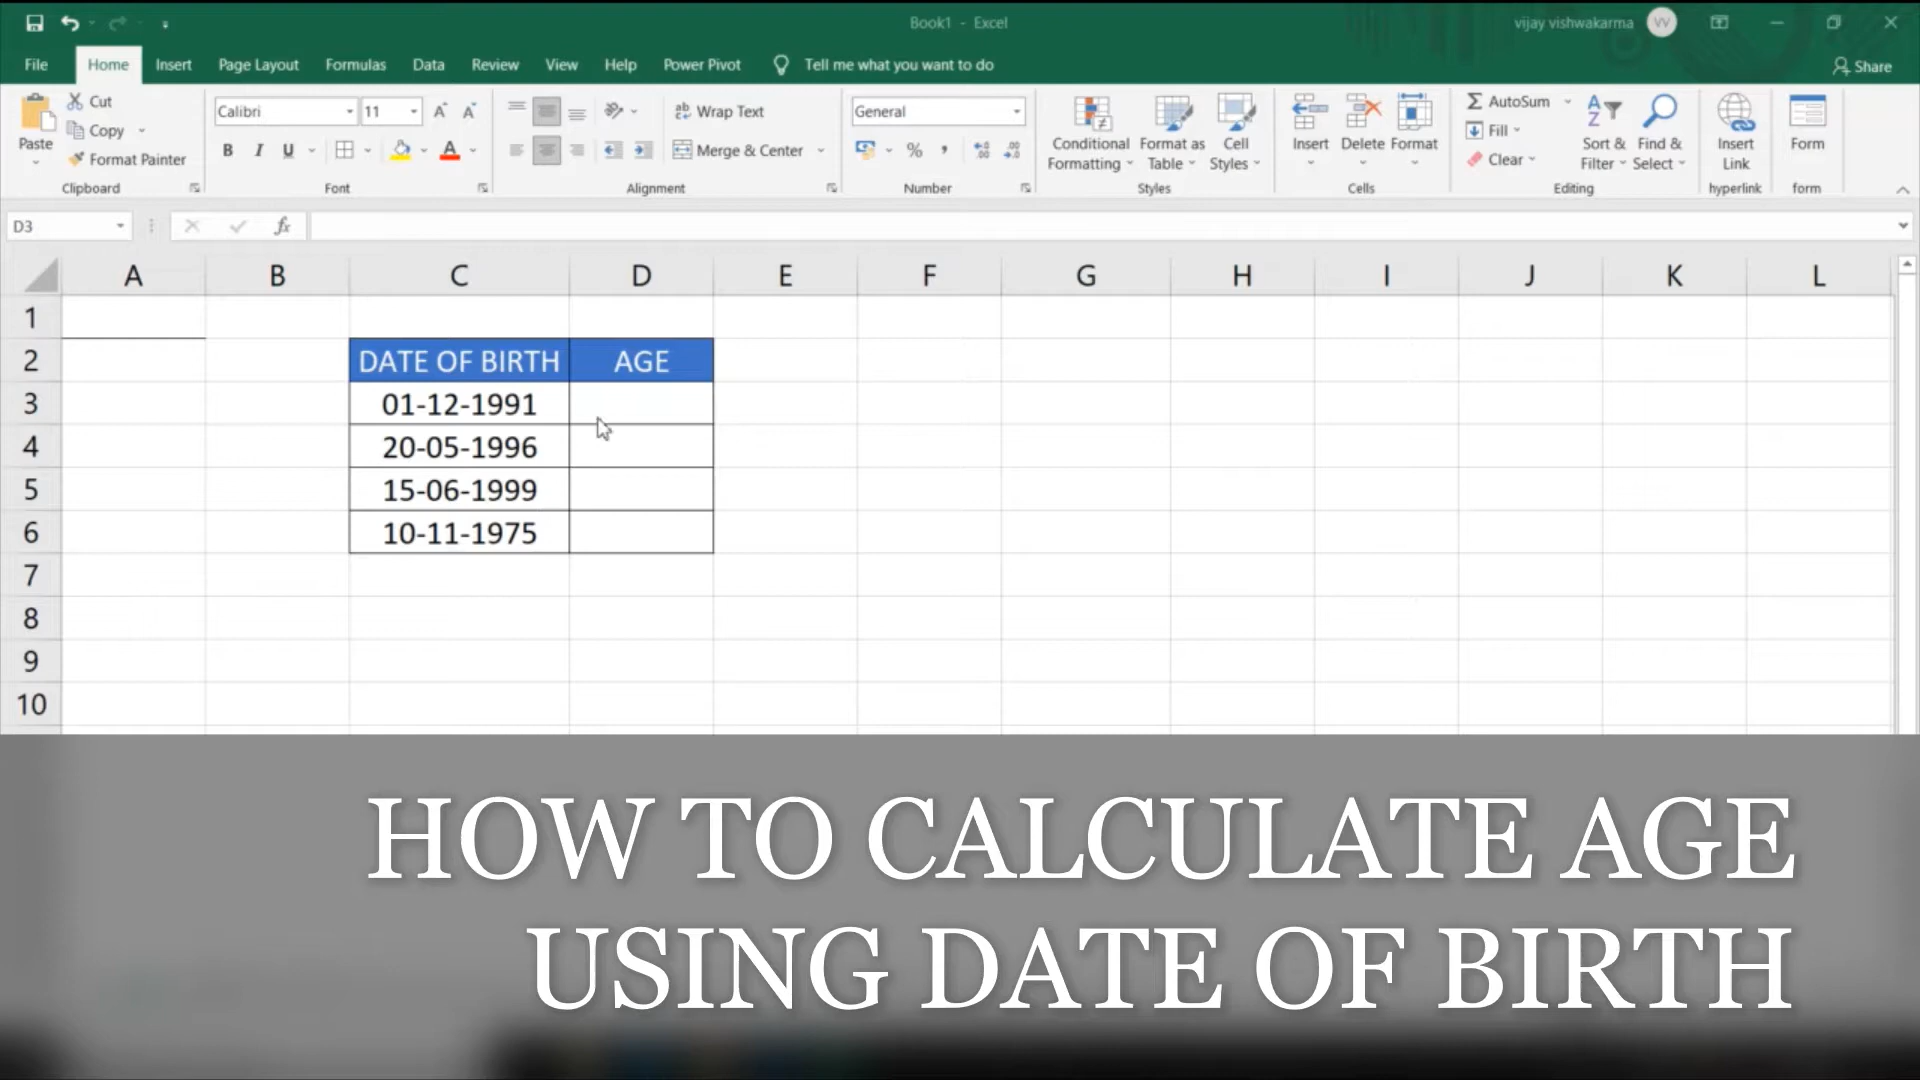 Book1 - Excel
vijay vishwakarma VV
File Home Insert Page Layout Formulas Data Review View Help Power Pivot Tell me what you want to do Share
Paste
Cut
Copy
Format Painter
Clipboard
Calibri 11
B I U A
Font
Wrap Text
Merge & Center
Alignment
General
% ,
Number
Conditional Formatting
Format as Table
Cell Styles
Styles
Insert Delete Format
Cells
AutoSum
Fill
Clear
Sort & Filter
Find & Select
Editing
Insert Link
hyperlink
Form
form
D3 fx
A B C D E F G H I J K L
1
2 DATE OF BIRTH AGE
3 01-12-1991
4 20-05-1996
5 15-06-1999
6 10-11-1975
7
8
9
10
HOW TO CALCULATE AGE
USING DATE OF BIRTH